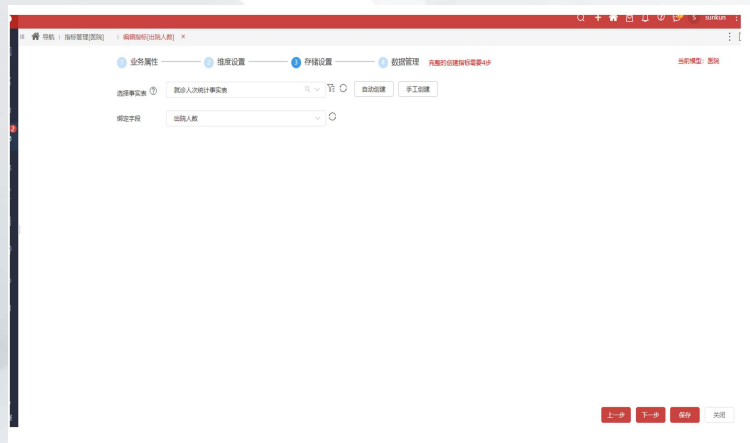 S sunkun
导航 指标管理[医院] 编辑指标[出院人数] ×
1 业务属性 2 维度设置 3 存储设置 4 数据管理 完整的创建指标需要4步 当前模型: 医院
选择事实表 ? 就诊人次统计事实表 自动创建 手工创建
绑定字段 出院人数
2
上一步 下一步 保存 关闭